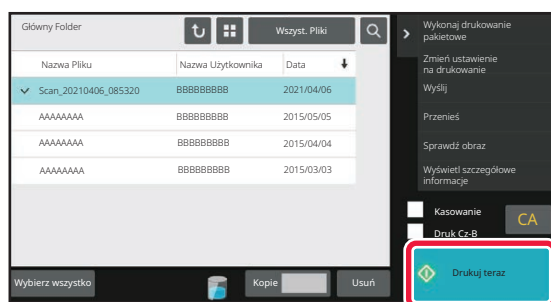 Główny Folder
Wszyst. Pliki
Nazwa Pliku Nazwa Użytkownika Data
Scan_20210406_085320 BBBBBBBBB 2021/04/06
AAAAAAAA BBBBBBBBB 2015/05/05
AAAAAAAA BBBBBBBBB 2015/04/04
AAAAAAAA BBBBBBBBB 2015/03/03
Wybierz wszystko Kopie Usuń
Wykonaj drukowanie
pakietowe
Zmień ustawienie
na drukowanie
Wyślij
Przenieś
Sprawdź obraz
Wyświetl szczegółowe
informacje
Kasowanie
Druk Cz-B
CA
Drukuj teraz